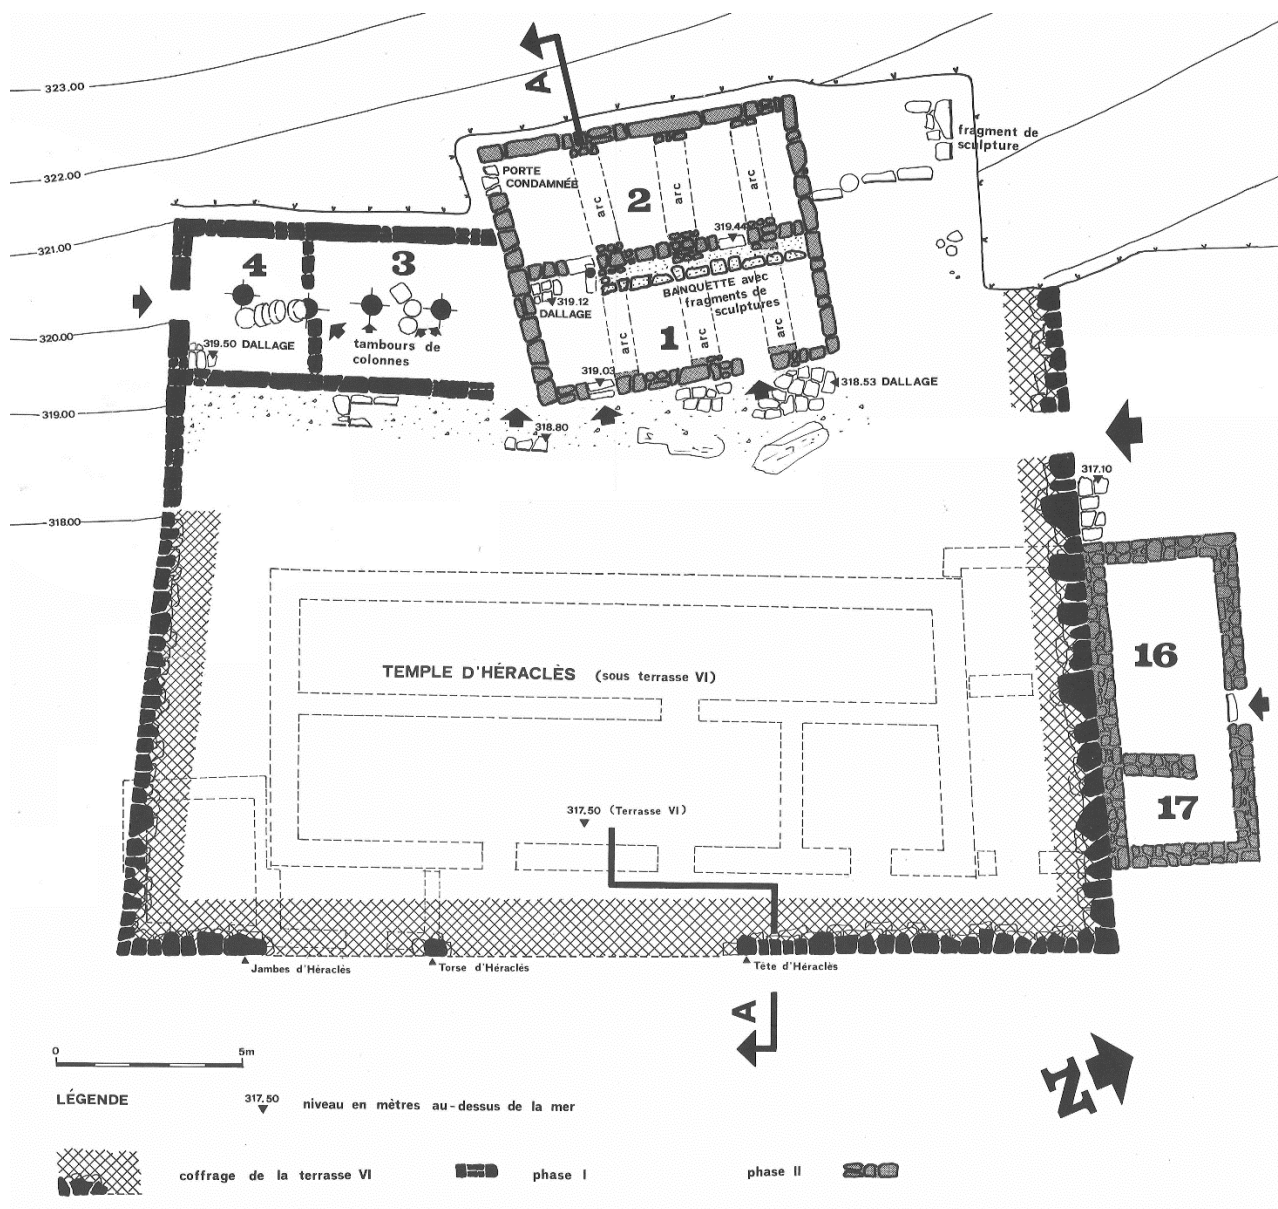 323.00
A
fragment de
sculpture
322.00
PORTE
CONDAMNÉE
arc
2
arc
arc
321.00
319.44
4
3
BANQUETTE avec
fragments de
sculptures
319.12
DALLAGE
320.00
319.50 DALLAGE
tambours de
colonnes
arc
1
arc
arc
319.03
318.53 DALLAGE
319.00
318.80
317.10
318.00
16
TEMPLE D'HÉRACLÈS (sous terrasse VI)
317.50 (Terrasse VI)
17
Jambes d'Héraclès
Torse d'Héraclès
Tête d'Héraclès
A
0 5m
N
LÉGENDE
317.50
niveau en mètres au-dessus de la mer
coffrage de la terrasse VI
phase I
phase II